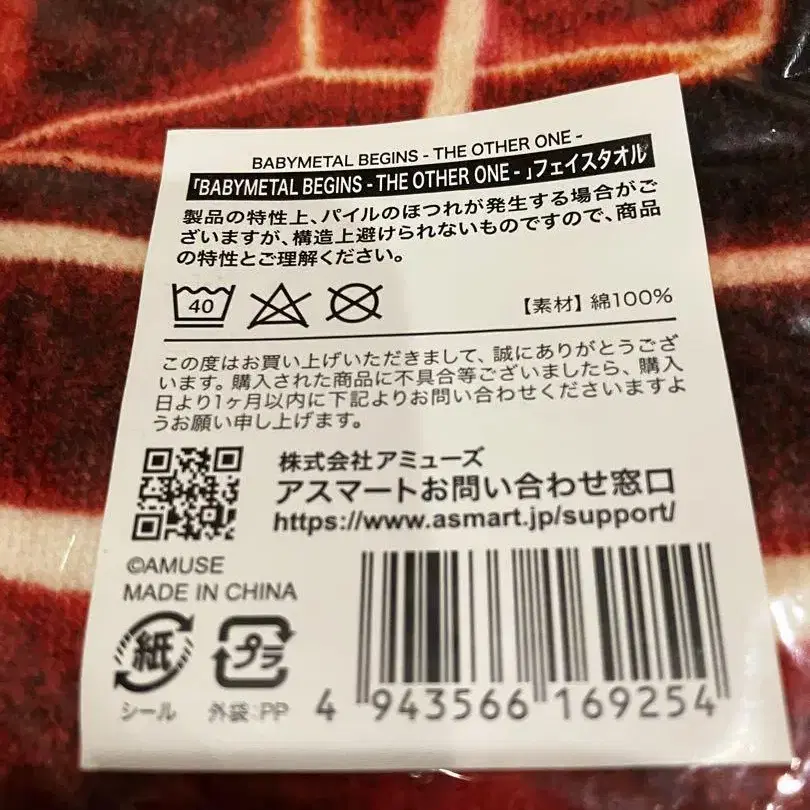 BABYMETAL BEGINS - THE OTHER ONE -
「BABYMETAL BEGINS - THE OTHER ONE - 」フェイスタオル
製品の特性上、パイルのほつれが発生する場合がご
ざいますが、構造上避けられないものですので、商品
の特性とご理解ください。
40
【素材】綿100%
この度はお買い上げいただきまして、誠にありがとうござ
います。購入された商品に不具合等ございましたら、購入
日より1ヶ月以内に下記よりお問い合わせくださいますよ
うお願い申し上げます。
株式会社アミューズ
アスマートお問い合わせ窓口
https://www.asmart.jp/support/
©AMUSE
MADE IN CHINA
紙
プラ
シール
外袋:PP
4 943566 169254